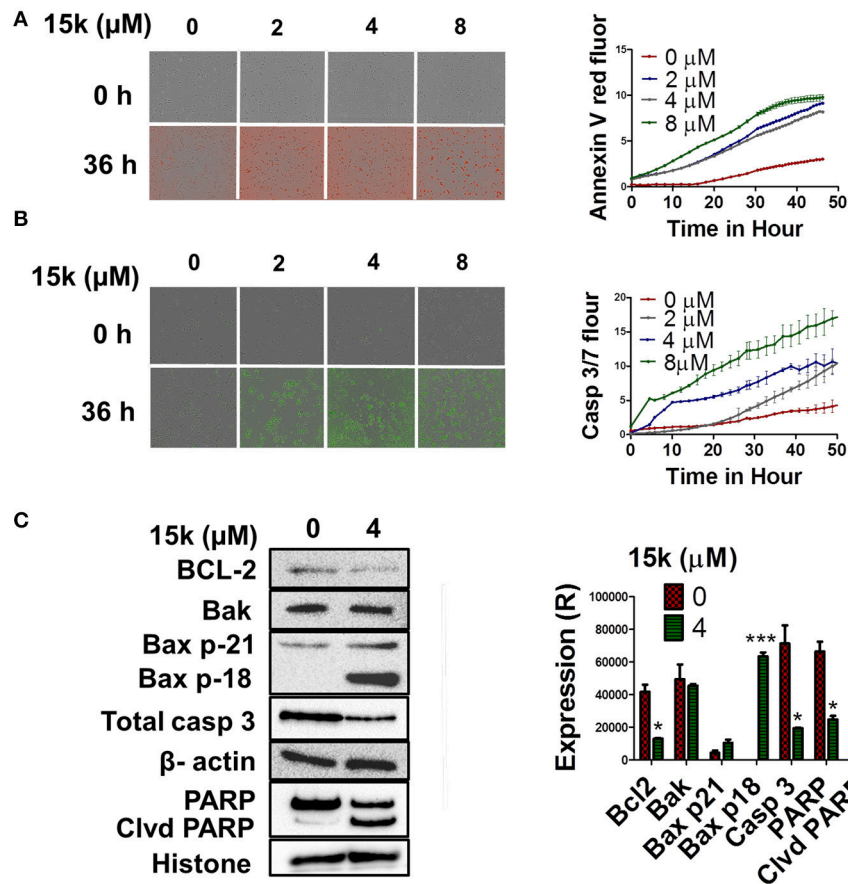 A
15k (µM) 0 2 4 8
0 h
36 h
Annexin V red fluor
15
10
5
0
0 µM
2 µM
4 µM
8 µM
0 10 20 30 40 50
Time in Hour
B
15k (µM) 0 2 4 8
0 h
36 h
Casp 3/7 flour
20
15
10
5
0
0 µM
2 µM
4 µM
8µM
0 10 20 30 40 50
Time in Hour
C
15k (µM) 0 4
BCL-2
Bak
Bax p-21
Bax p-18
Total casp 3
β- actin
PARP
Clvd PARP
Histone
15k (µM)
0
4
Expression (R)
100000
80000
60000
40000
20000
0
* *** * *
Bcl2
Bak
Bax p21
Bax p18
Casp 3
PARP
Clvd PARP